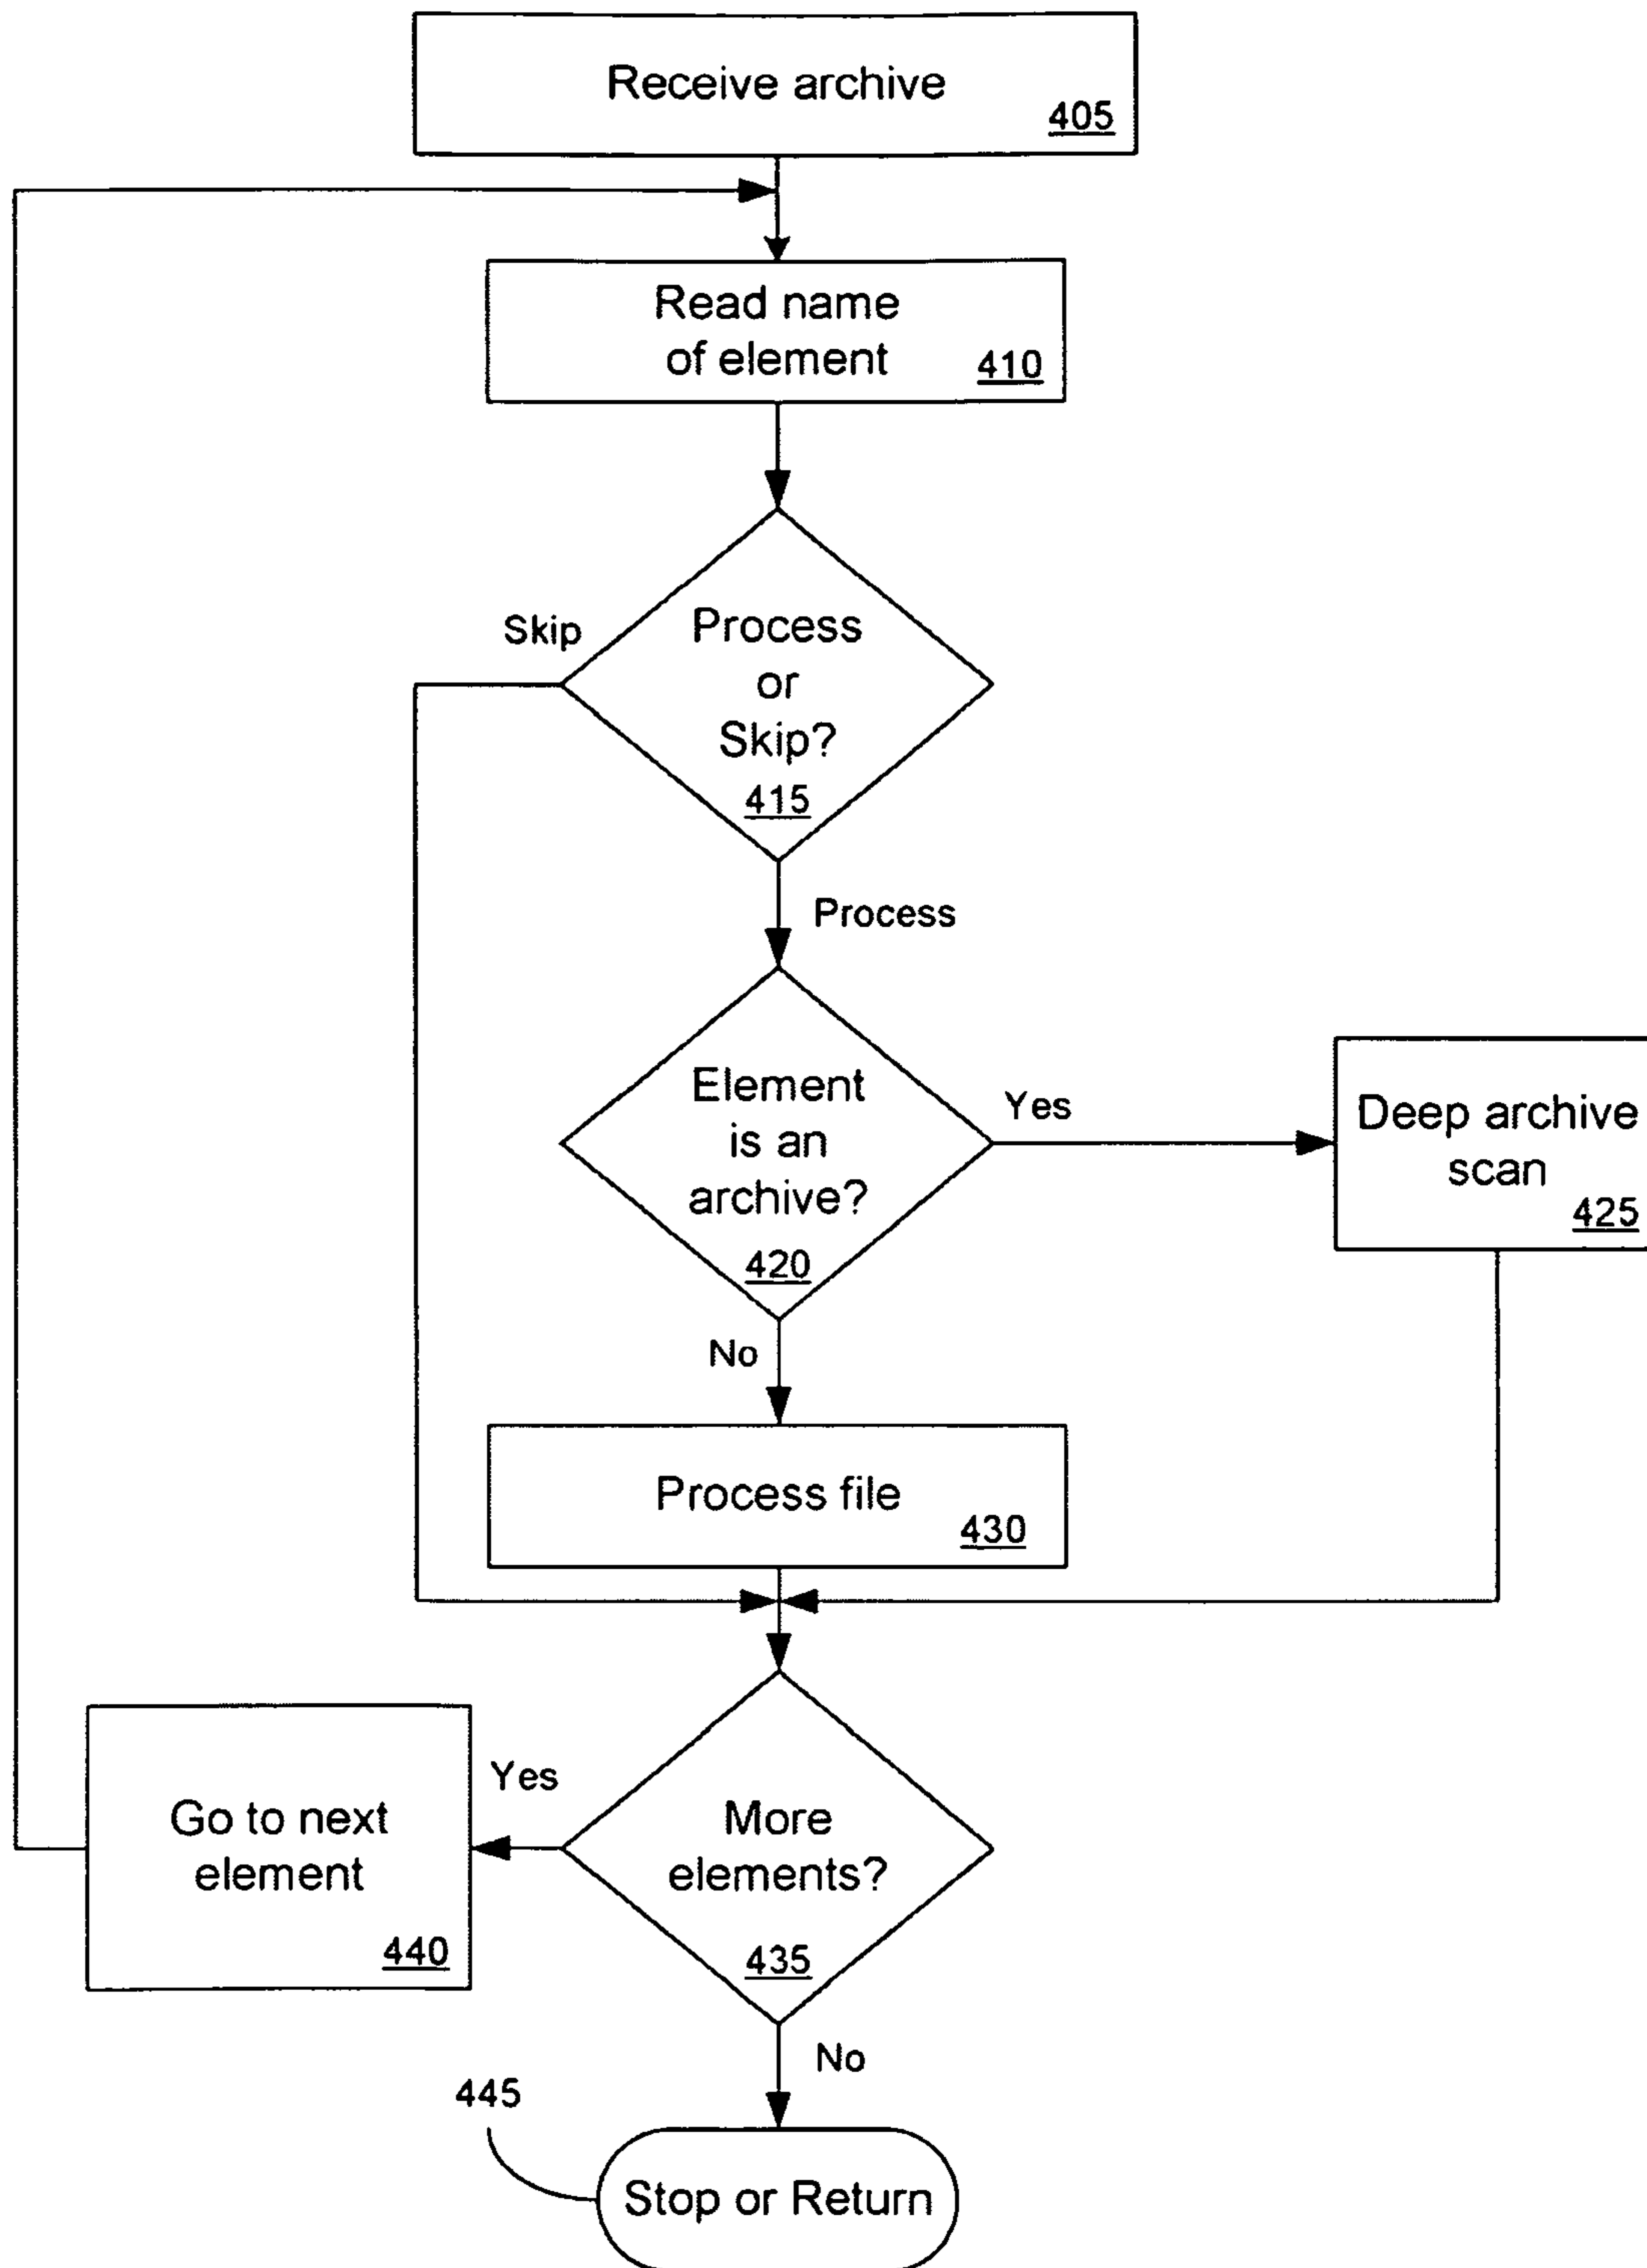 Receive archive
405
Read name
of element
410
Skip
Process
or
Skip?
415
Process
Element
is an
archive?
420
Yes
Deep archive
scan
425
No
Process file
430
Yes
Go to next
element
440
More
elements?
435
No
445
Stop or Return